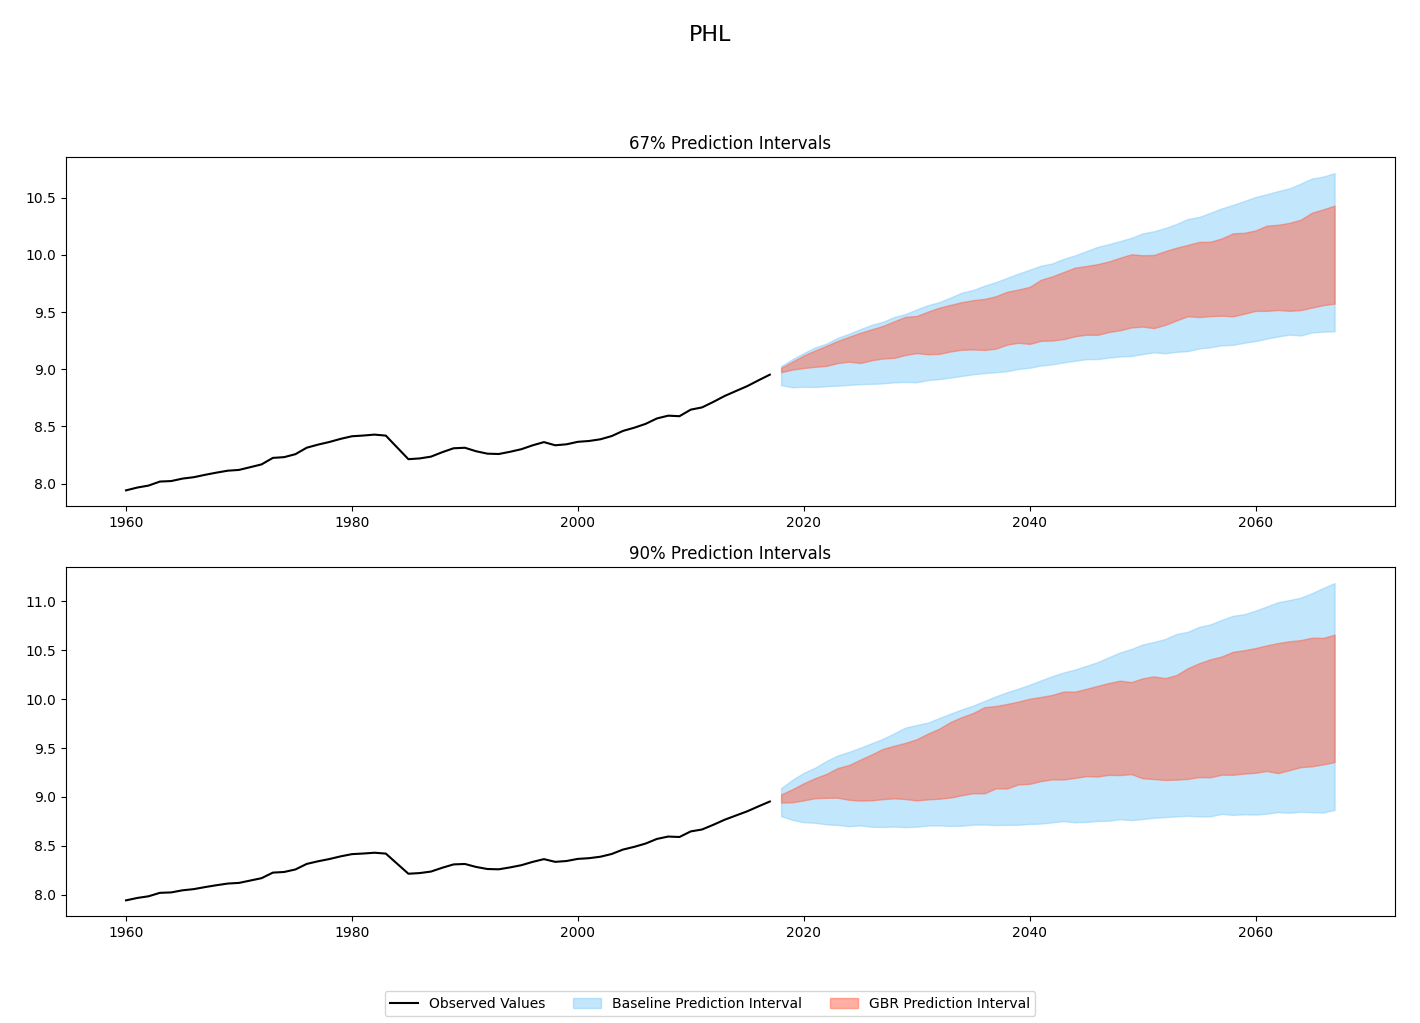 PHL
67% Prediction Intervals
10.5
10.0
9.5
9.0
8.5
8.0
1960 1980 2000 2020 2040 2060
90% Prediction Intervals
11.0
10.5
10.0
9.5
9.0
8.5
8.0
1960 1980 2000 2020 2040 2060
Observed Values Baseline Prediction Interval GBR Prediction Interval